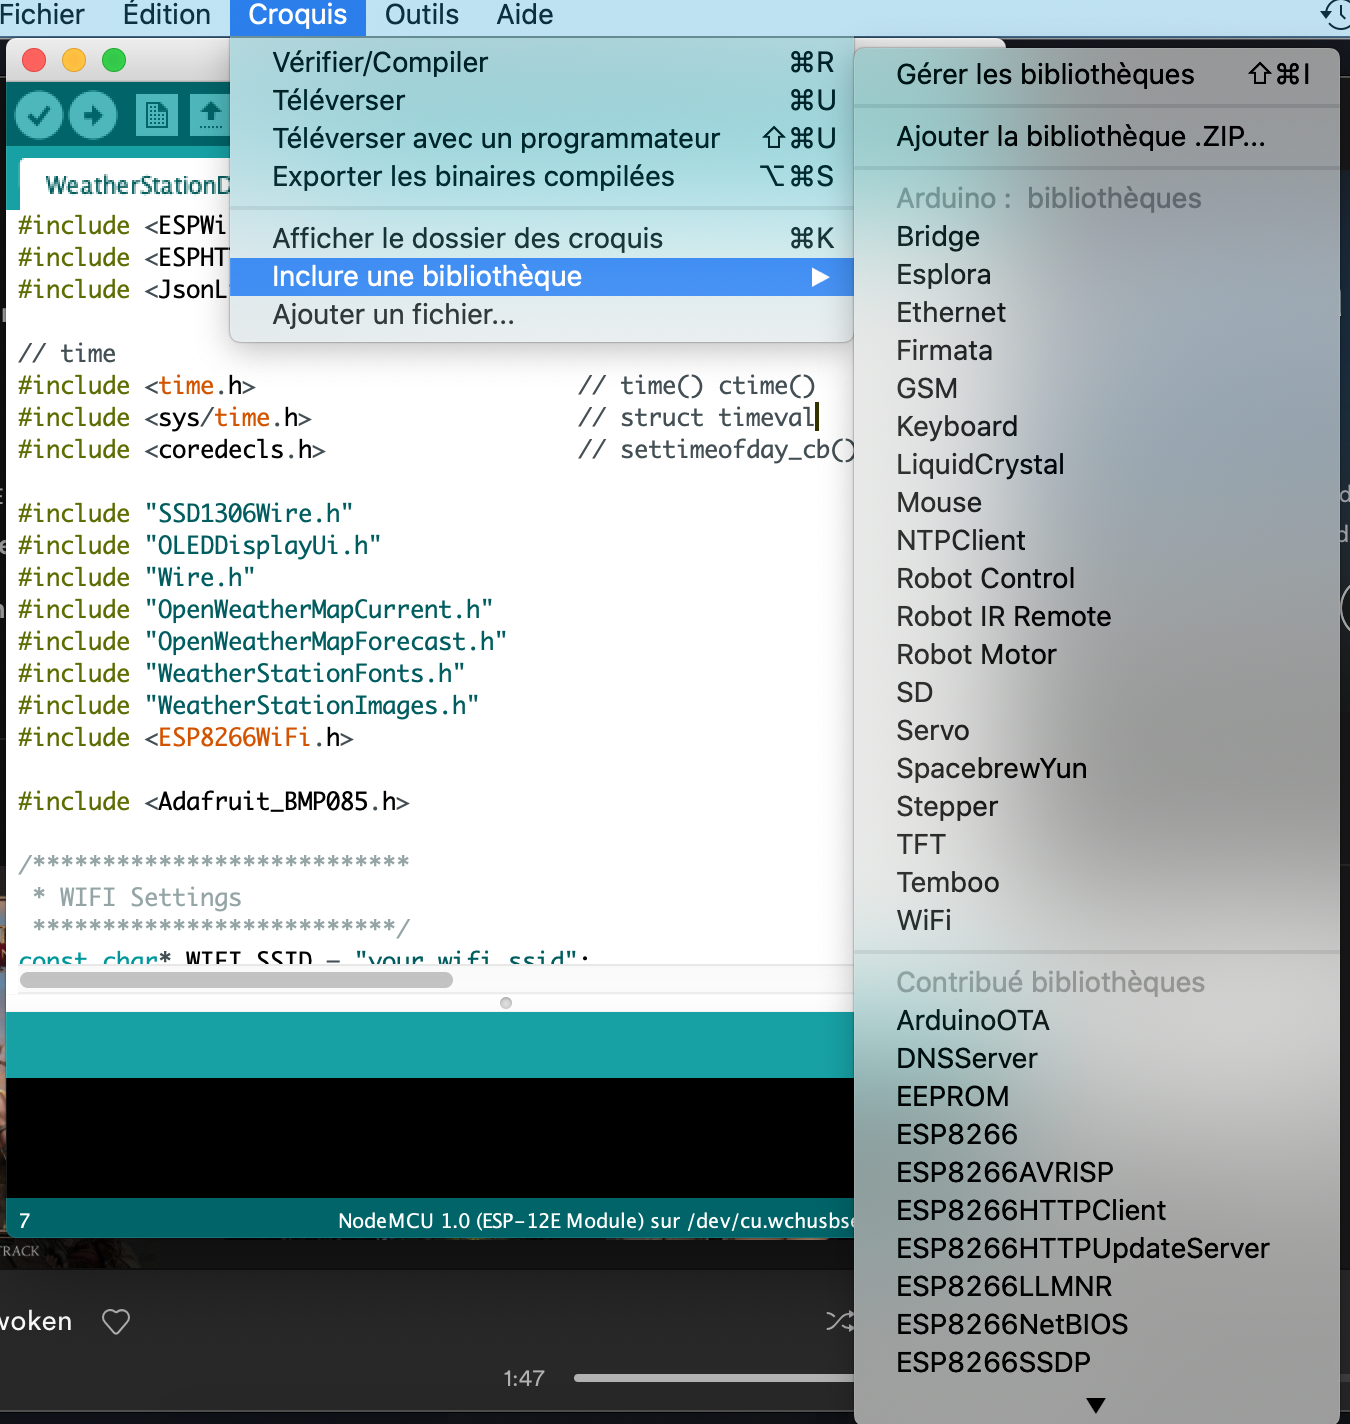 Fichier Édition Croquis Outils Aide
Vérifier/Compiler ⌘R
Téléverser ⌘U
Téléverser avec un programmateur ⇧⌘U
Exporter les binaires compilées ⌥⌘S
Afficher le dossier des croquis ⌘K
Inclure une bibliothèque ▶
Ajouter un fichier...
Gérer les bibliothèques ⇧⌘I
Ajouter la bibliothèque .ZIP...
Arduino : bibliothèques
Bridge
Esplora
Ethernet
Firmata
GSM
Keyboard
LiquidCrystal
Mouse
NTPClient
Robot Control
Robot IR Remote
Robot Motor
SD
Servo
SpacebrewYun
Stepper
TFT
Temboo
WiFi
Contribué bibliothèques
ArduinoOTA
DNSServer
EEPROM
ESP8266
ESP8266AVRISP
ESP8266HTTPClient
ESP8266HTTPUpdateServer
ESP8266LLMNR
ESP8266NetBIOS
ESP8266SSDP
WeatherStationD
#include <ESPWi
#include <ESPHT
#include <JsonL
// time
#include <time.h> // time() ctime()
#include <sys/time.h> // struct timeval
#include <coredecls.h> // settimeofday_cb()
#include "SSD1306Wire.h"
#include "OLEDDisplayUi.h"
#include "Wire.h"
#include "OpenWeatherMapCurrent.h"
#include "OpenWeatherMapForecast.h"
#include "WeatherStationFonts.h"
#include "WeatherStationImages.h"
#include <ESP8266WiFi.h>
#include <Adafruit_BMP085.h>
/***************************
* WIFI Settings
**************************/
const char* WIFI_SSID = "your wifi ssid";
7 NodeMCU 1.0 (ESP-12E Module) sur /dev/cu.wchusbse
TRACK
woken
1:47